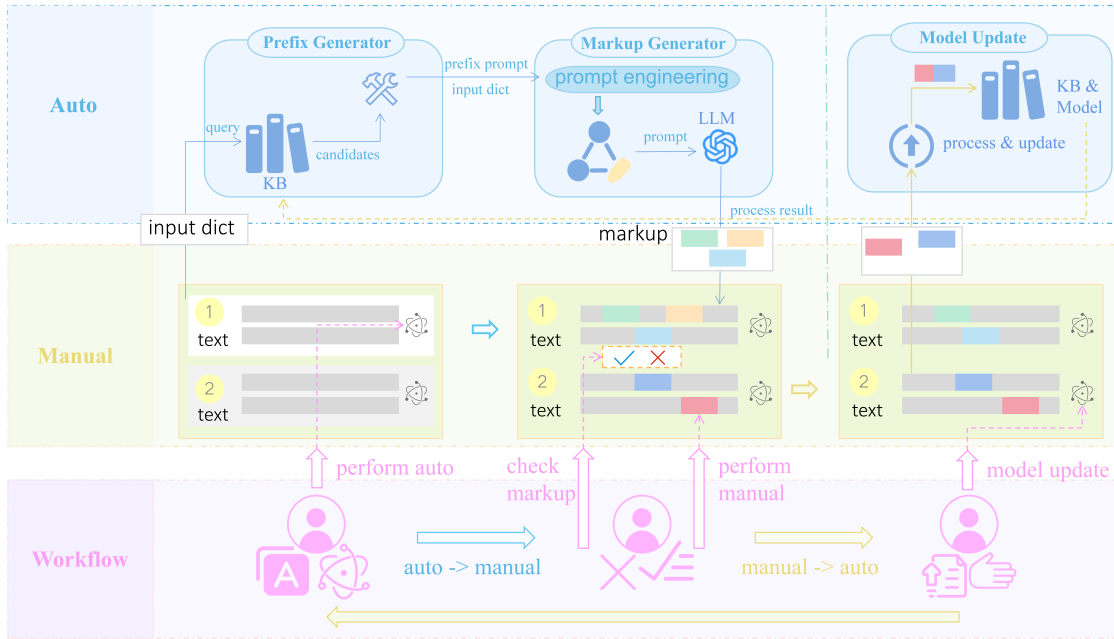 Auto
Prefix Generator
query
KB
candidates
prefix prompt
input dict
Markup Generator
prompt engineering
prompt
LLM
Model Update
KB &
Model
process & update
process result
input dict
markup
Manual
1
text
2
text
1
text
2
text
1
text
2
text
perform auto
check
markup
perform
manual
model update
Workflow
A
auto -> manual
manual -> auto